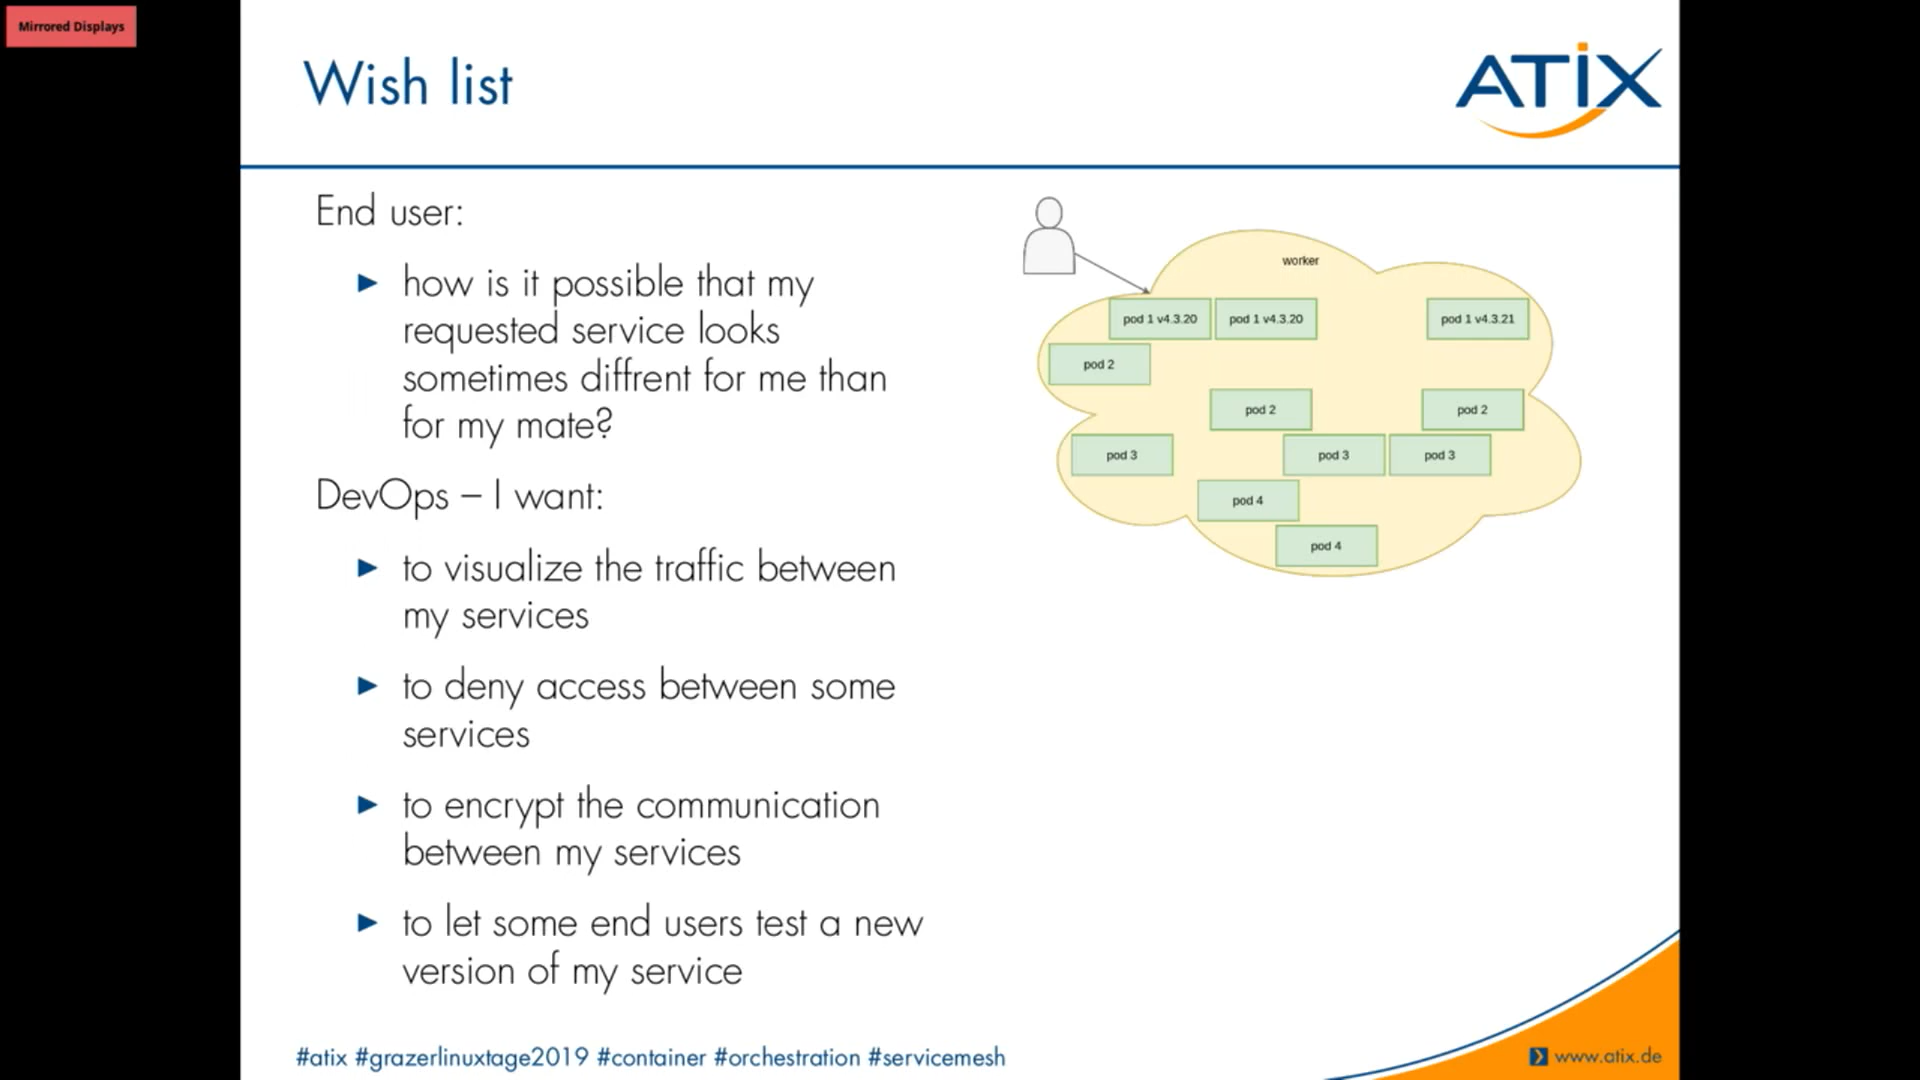 Mirrored Displays
Wish list
ATIX
End user:
how is it possible that my
requested service looks
sometimes diffrent for me than
for my mate?
DevOps – I want:
to visualize the traffic between
my services
to deny access between some
services
to encrypt the communication
between my services
to let some end users test a new
version of my service
worker
pod 1 v4.3.20 pod 1 v4.3.20 pod 1 v4.3.21
pod 2
pod 2 pod 2
pod 3 pod 3 pod 3
pod 4
pod 4
#atix #grazerlinuxtage2019 #container #orchestration #servicemesh
www.atix.de